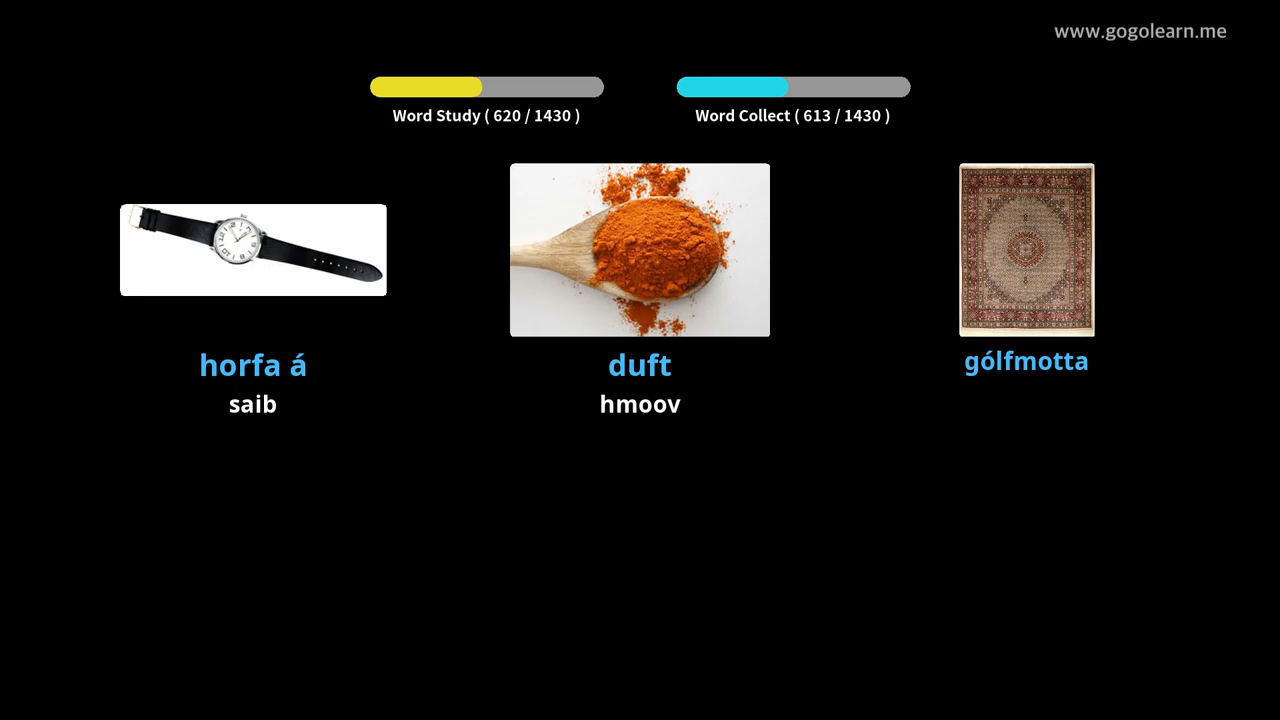 www.gogolearn.me
Word Study ( 620 / 1430 )
Word Collect ( 613 / 1430 )
horfa á
saib
duft
hmoov
gólfmotta